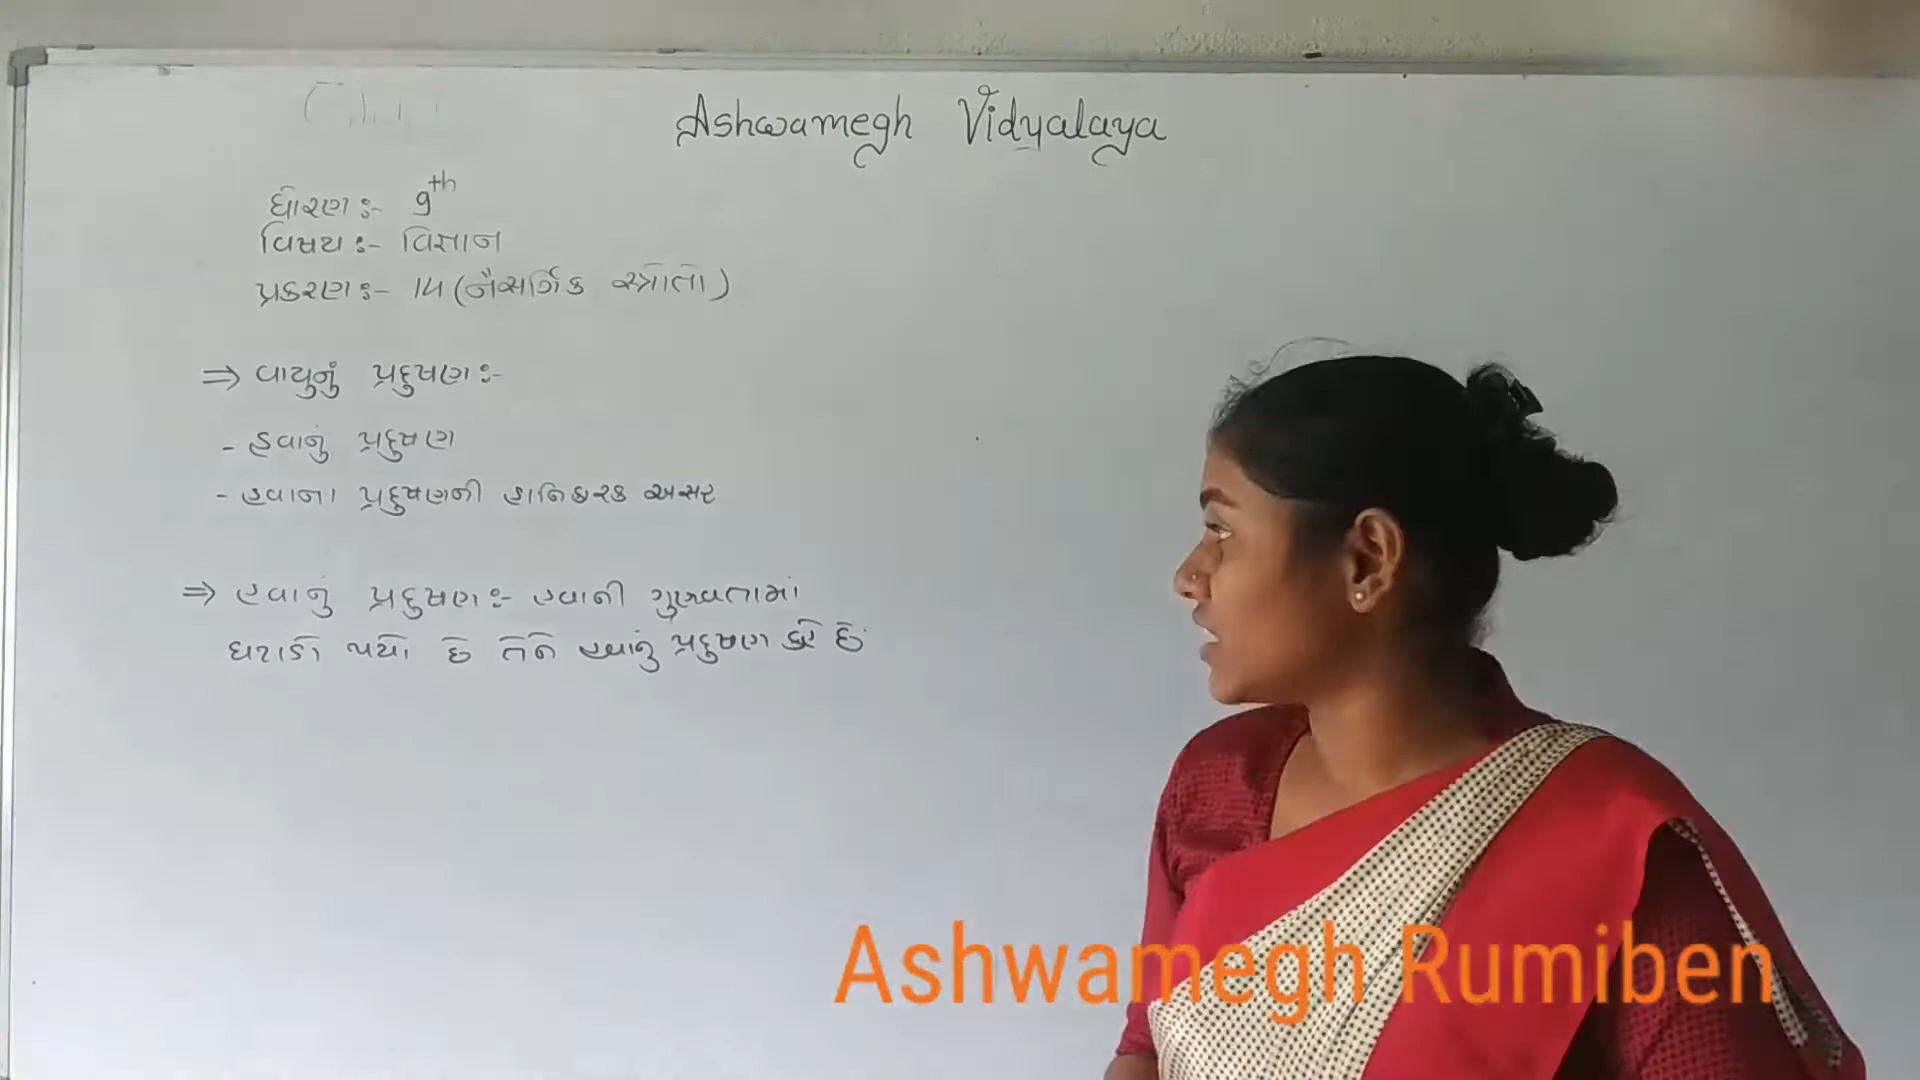 Ashwamegh Vidyalaya
ધોરણ :- 9th
વિષય :- વિજ્ઞાન
પ્રકરણ :- 14 (નૈસર્ગિક સ્ત્રોતો)
⇒ વાયુનું પ્રદુષણ :-
- હવાનું પ્રદુષણ
- હવાના પ્રદુષણની હાનિકારક અસર
⇒ હવાનું પ્રદુષણ :- હવાની ગુણવતામાં
ઘટાડો થયો છે તેને હવાનું પ્રદુષણ કહે છે.
Ashwamegh Rumiben